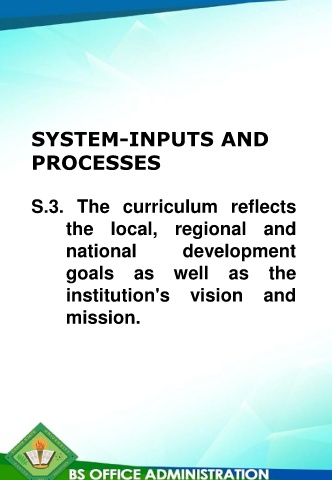 SYSTEM-INPUTS AND
PROCESSES
S.3. The curriculum reflects
the local, regional and
national development
goals as well as the
institution's vision and
mission.
BS OFFICE ADMINISTRATION